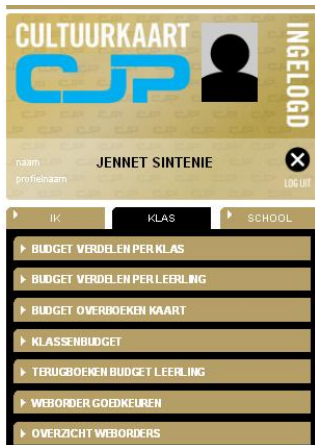 CULTUURKAART
CJP
INGELOGD
naam JENNET SINTENIE
profielnaam
LOG UIT
IK KLAS SCHOOL
BUDGET VERDELEN PER KLAS
BUDGET VERDELEN PER LEERLING
BUDGET OVERBOEKEN KAART
KLASSENBUDGET
TERUGBOEKEN BUDGET LEERLING
WEBORDER GOEDKEUREN
OVERZICHT WEBORDERS